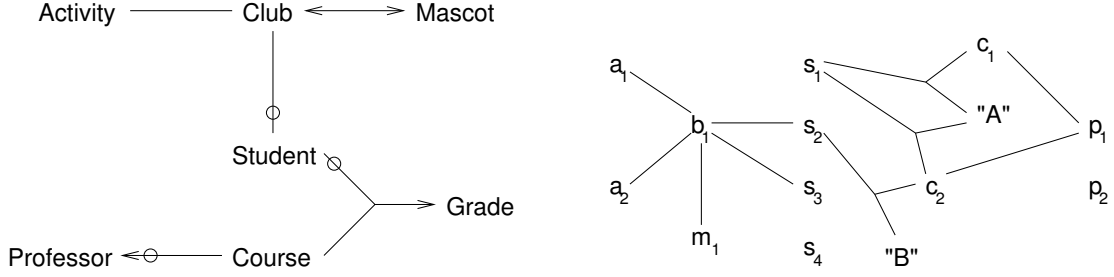 Activity Club Mascot
Student
Grade
Professor Course
c1
a1 s1
"A"
b1 s2 p1
a2 s3 c2 p2
m1
s4 "B"